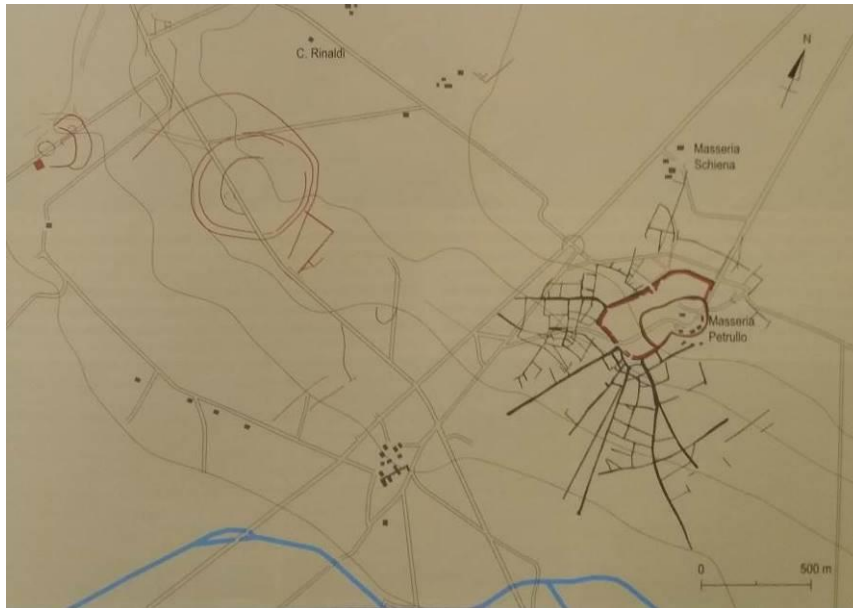 C. Rinaldi
N
Masseria
Schiena
Masseria
Petrullo
0 500 m